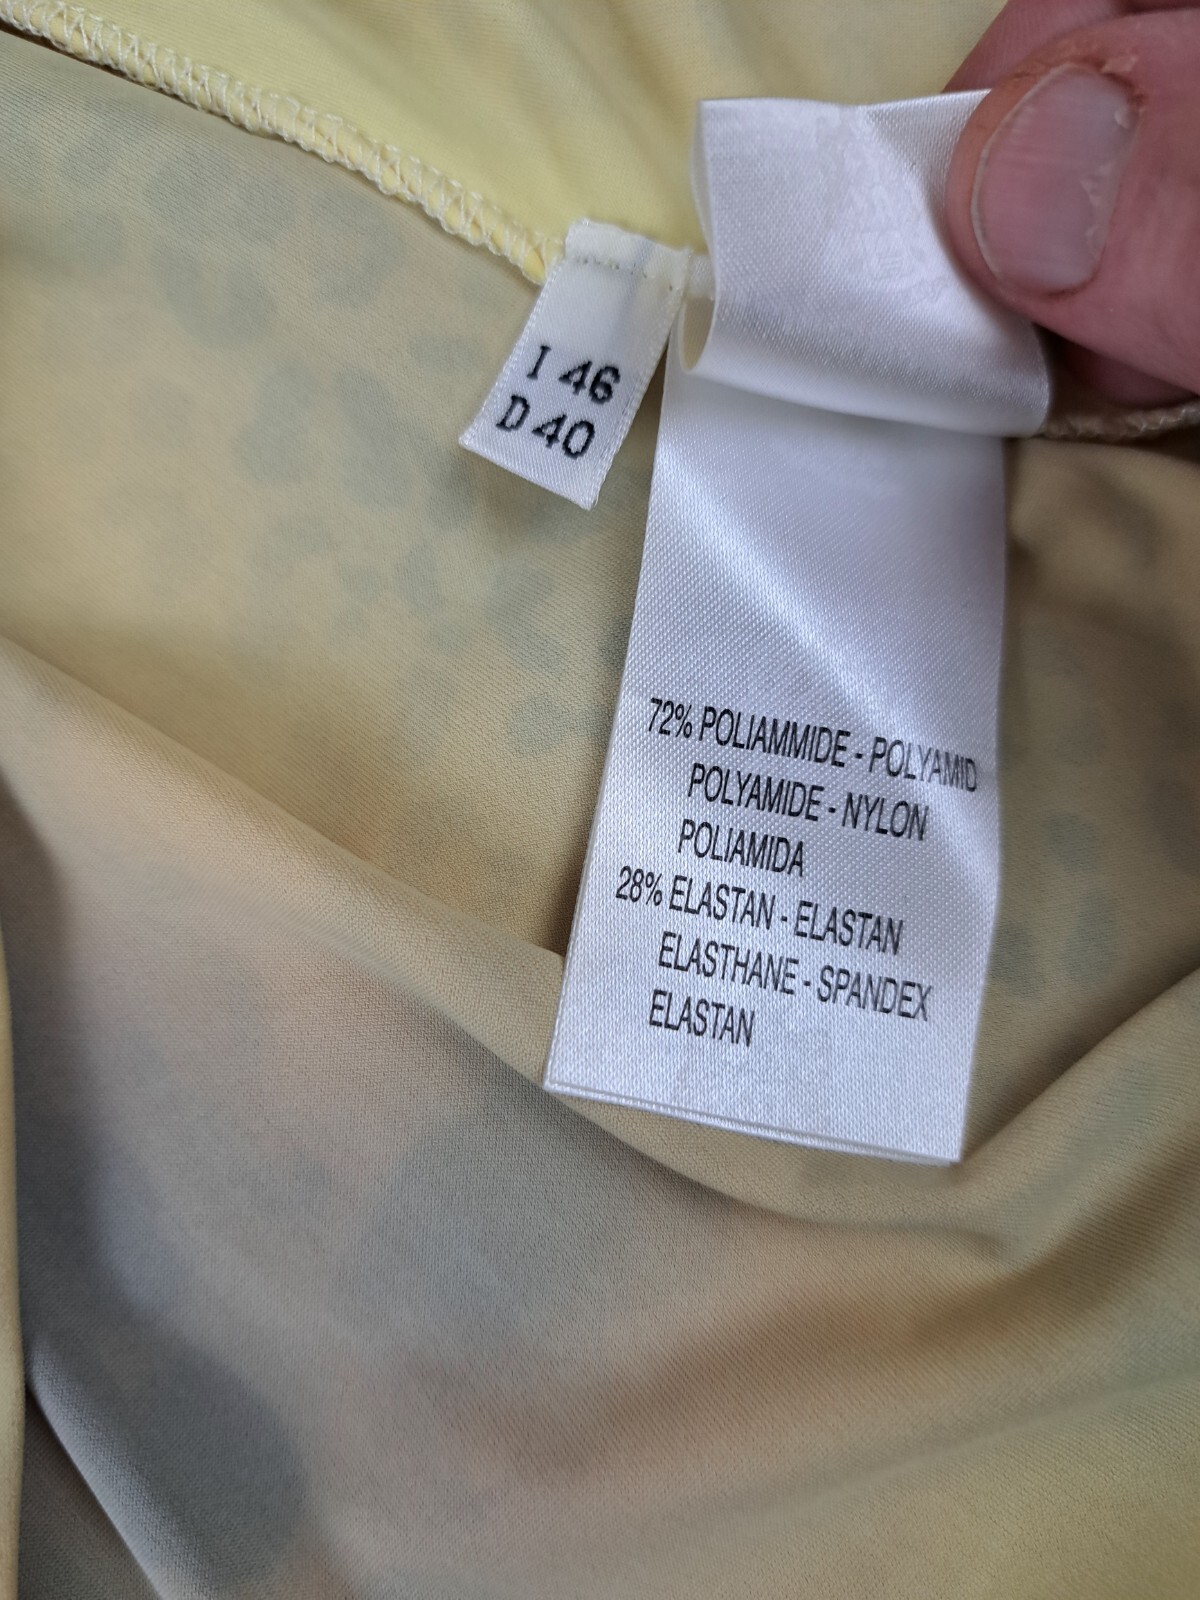 I 46
D 40
72% POLIAMMIDE - POLYAMID
POLYAMIDE - NYLON
POLIAMIDA
28% ELASTAN - ELASTAN
ELASTHANE - SPANDEX
ELASTAN